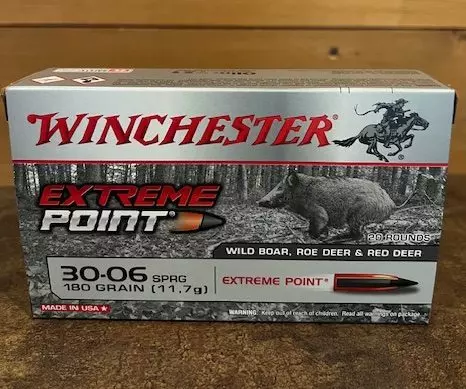 WINCHESTER®
EXTREME
POINT®
20 ROUNDS
WILD BOAR, ROE DEER & RED DEER
30-06 SPRG
180 GRAIN (11,7g)
EXTREME POINT®
MADE IN USA
WARNING: Keep out of reach of children. Read all warnings on package.